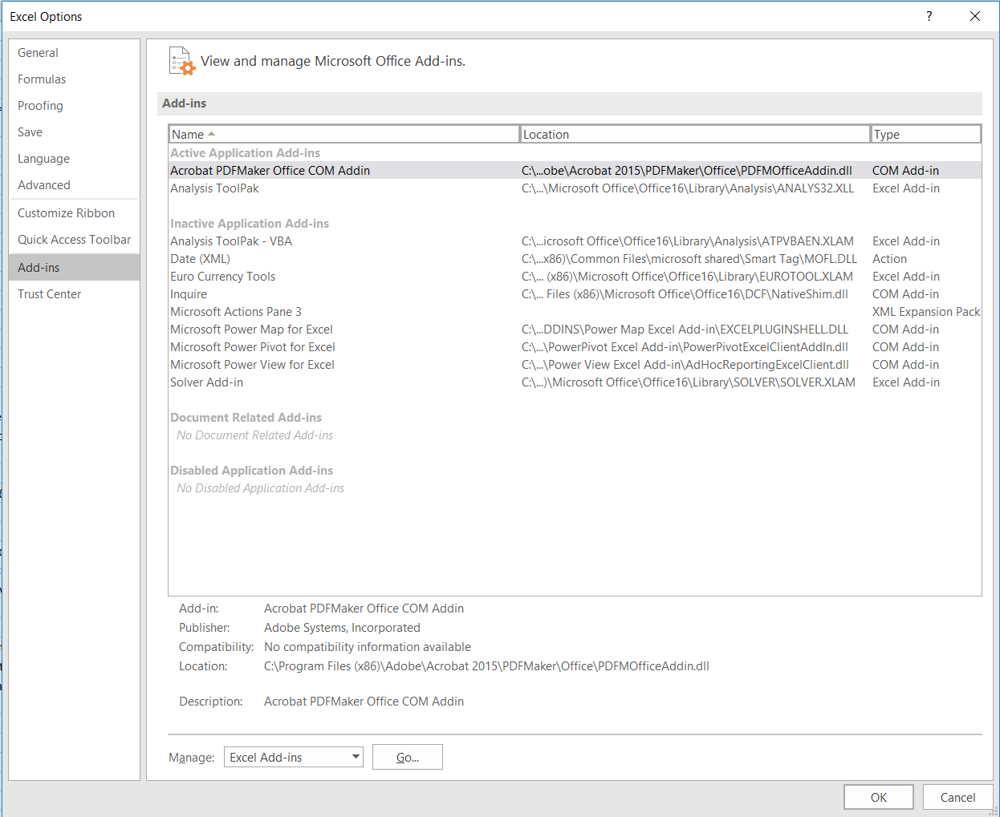 Excel Options
?
General
Formulas
Proofing
Save
Language
Advanced
Customize Ribbon
Quick Access Toolbar
Add-ins
Trust Center
View and manage Microsoft Office Add-ins.
Add-ins
Name Location Type
Active Application Add-ins
Acrobat PDFMaker Office COM Addin C:\...obe\Acrobat 2015\PDFMaker\Office\PDFMOfficeAddin.dll COM Add-in
Analysis ToolPak C:\...\Microsoft Office\Office16\Library\Analysis\ANALYS32.XLL Excel Add-in
Inactive Application Add-ins
Analysis ToolPak - VBA C:\...icrosoft Office\Office16\Library\Analysis\ATPVBAEN.XLAM Excel Add-in
Date (XML) C:\...x86)\Common Files\microsoft shared\Smart Tag\MOFL.DLL Action
Euro Currency Tools C:\... (x86)\Microsoft Office\Office16\Library\EUROTOOL.XLAM Excel Add-in
Inquire C:\... Files (x86)\Microsoft Office\Office16\DCF\NativeShim.dll COM Add-in
Microsoft Actions Pane 3 XML Expansion Pack
Microsoft Power Map for Excel C:\...DDINS\Power Map Excel Add-in\EXCELPLUGINSHELL.DLL COM Add-in
Microsoft Power Pivot for Excel C:\...\PowerPivot Excel Add-in\PowerPivotExcelClientAddIn.dll COM Add-in
Microsoft Power View for Excel C:\...\Power View Excel Add-in\AdHocReportingExcelClient.dll COM Add-in
Solver Add-in C:\...)\Microsoft Office\Office16\Library\SOLVER\SOLVER.XLAM Excel Add-in
Document Related Add-ins
No Document Related Add-ins
Disabled Application Add-ins
No Disabled Application Add-ins
Add-in: Acrobat PDFMaker Office COM Addin
Publisher: Adobe Systems, Incorporated
Compatibility: No compatibility information available
Location: C:\Program Files (x86)\Adobe\Acrobat 2015\PDFMaker\Office\PDFMOfficeAddin.dll
Description: Acrobat PDFMaker Office COM Addin
Manage: Excel Add-ins Go...
OK Cancel